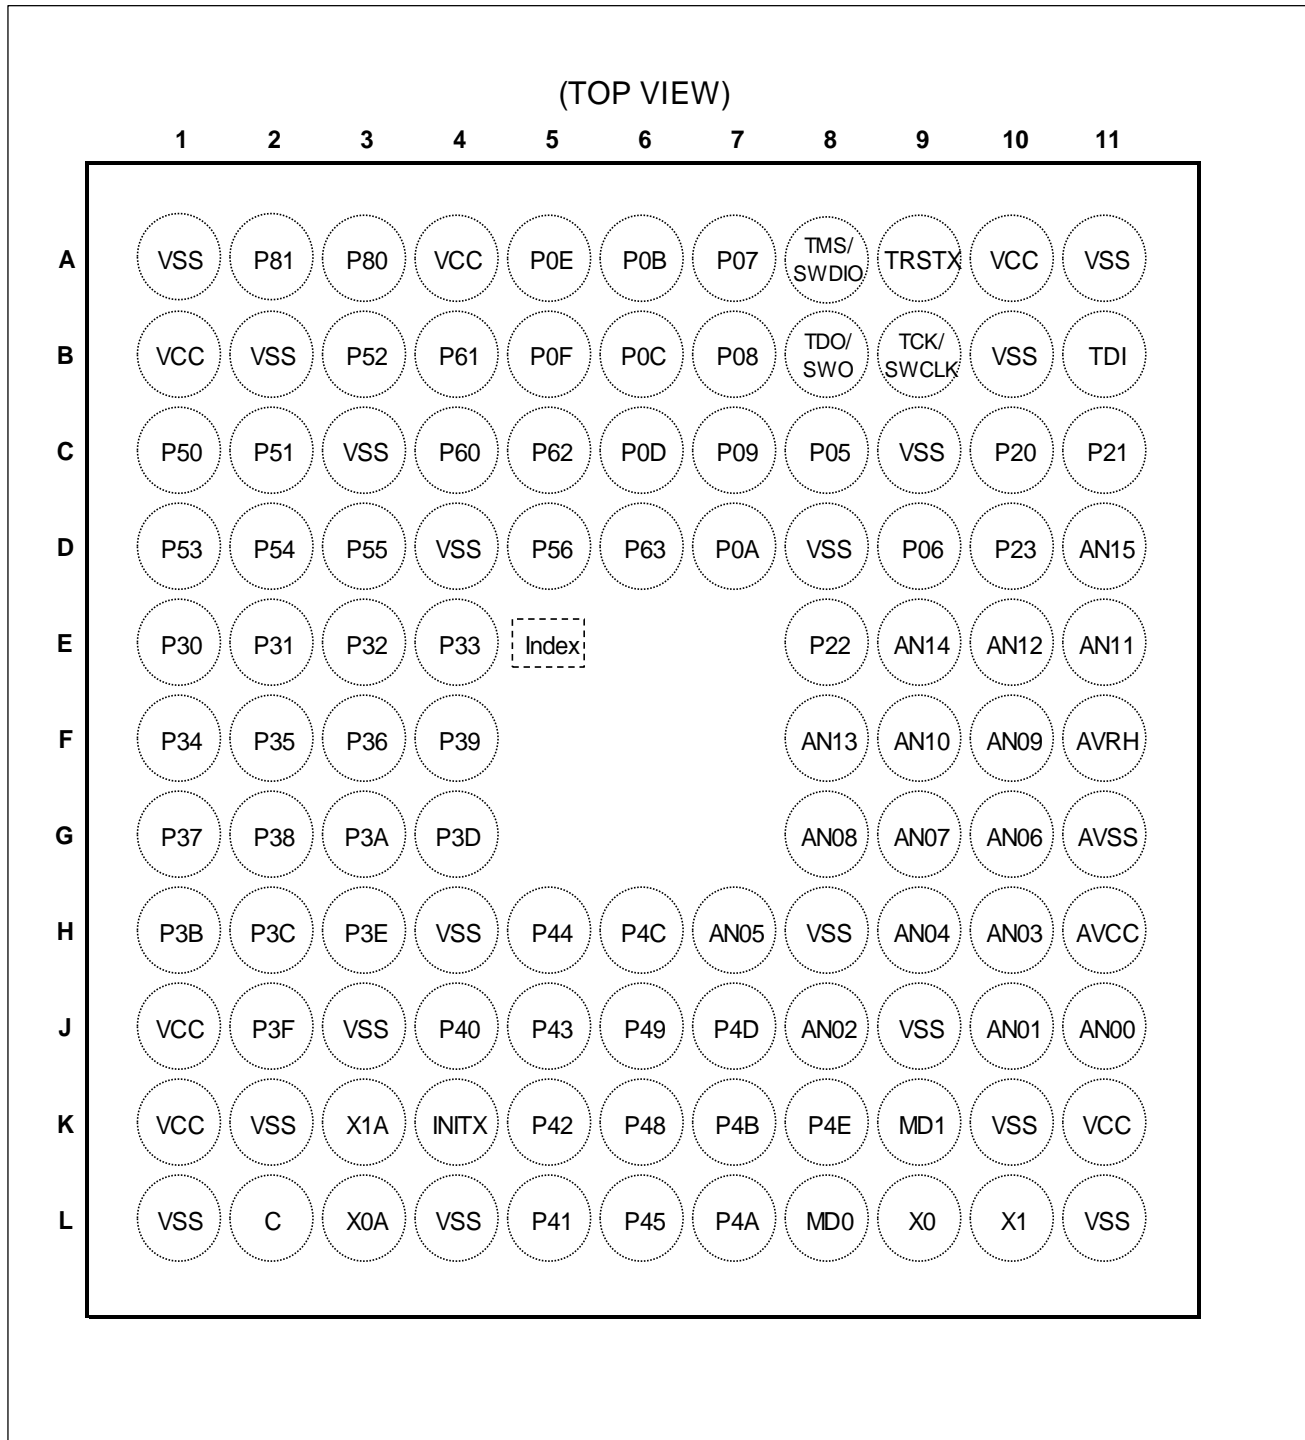 (TOP VIEW)
1 2 3 4 5 6 7 8 9 10 11
A VSS P81 P80 VCC P0E P0B P07 TMS/SWDIO TRSTX VCC VSS
B VCC VSS P52 P61 P0F P0C P08 TDO/SWO TCK/SWCLK VSS TDI
C P50 P51 VSS P60 P62 P0D P09 P05 VSS P20 P21
D P53 P54 P55 VSS P56 P63 P0A VSS P06 P23 AN15
E P30 P31 P32 P33 Index P22 AN14 AN12 AN11
F P34 P35 P36 P39 AN13 AN10 AN09 AVRH
G P37 P38 P3A P3D AN08 AN07 AN06 AVSS
H P3B P3C P3E VSS P44 P4C AN05 VSS AN04 AN03 AVCC
J VCC P3F VSS P40 P43 P49 P4D AN02 VSS AN01 AN00
K VCC VSS X1A INITX P42 P48 P4B P4E MD1 VSS VCC
L VSS C X0A VSS P41 P45 P4A MD0 X0 X1 VSS